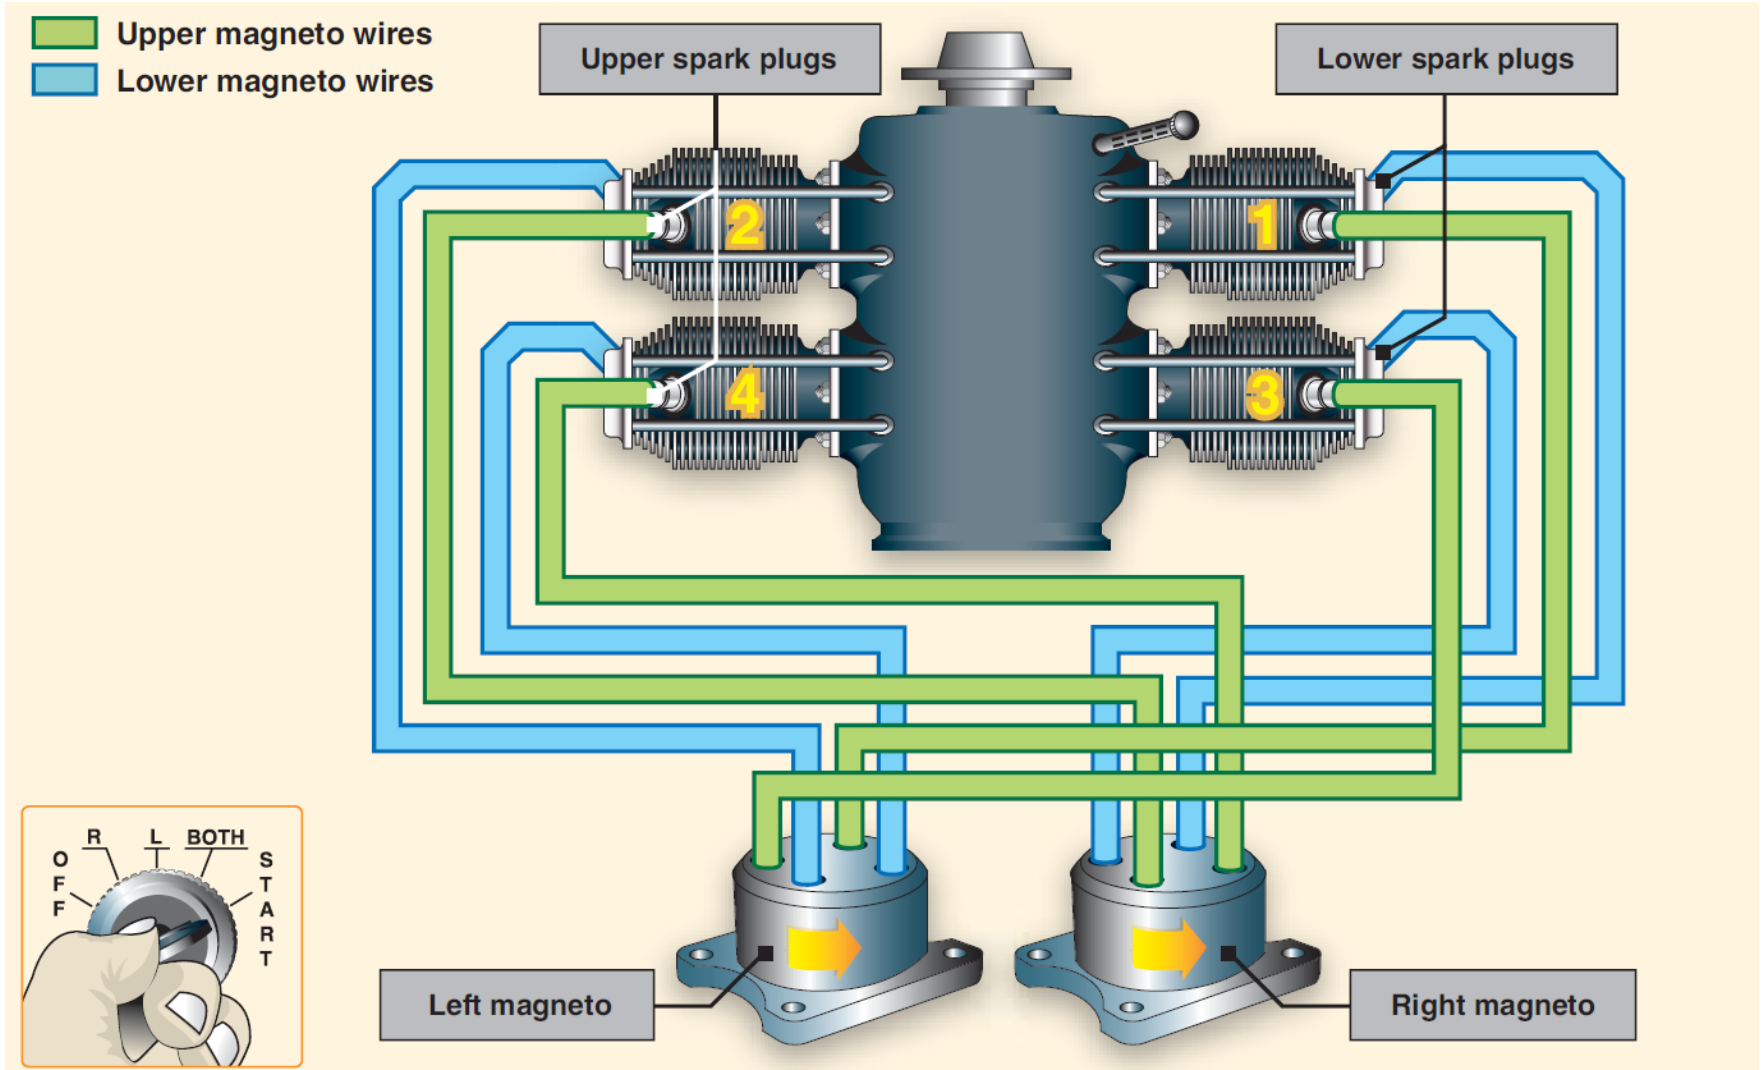 Upper magneto wires
Lower magneto wires
Upper spark plugs
Lower spark plugs
2
1
4
3
OFF
R
L
BOTH
START
Left magneto
Right magneto